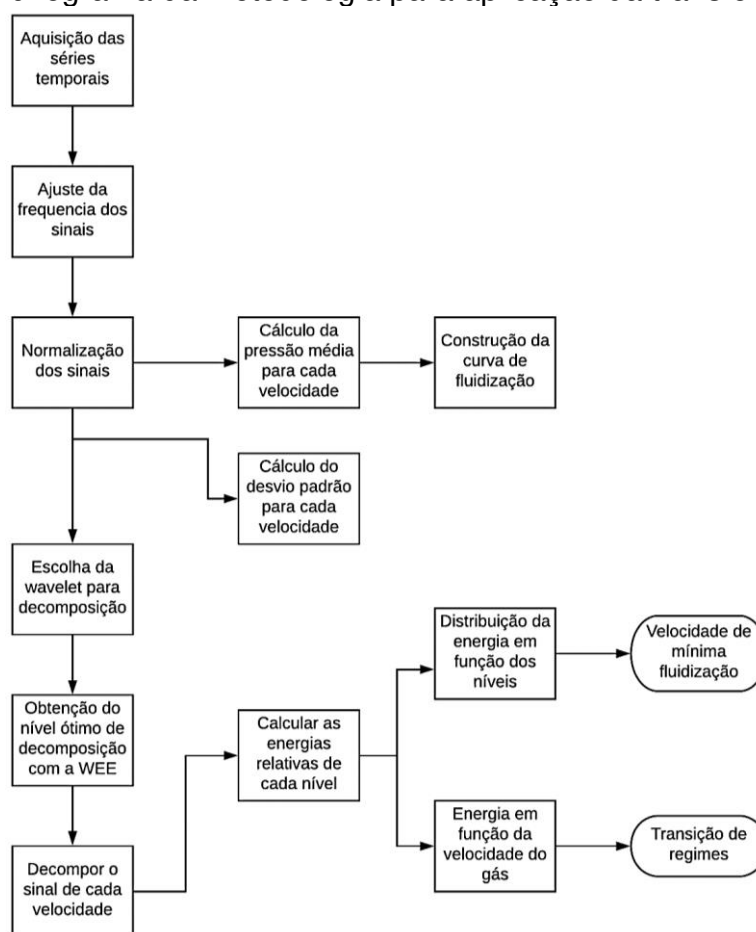 Aquisição das
séries
temporais
Ajuste da
frequencia dos
sinais
Normalização
dos sinais
Cálculo da
pressão média
para cada
velocidade
Construção da
curva de
fluidização
Cálculo do
desvio padrão
para cada
velocidade
Escolha da
wavelet para
decomposição
Obtenção do
nível ótimo de
decomposição
com a WEE
Decompor o
sinal de cada
velocidade
Calcular as
energias
relativas de
cada nível
Distribuição da
energia em
função dos
níveis
Velocidade de
mínima
fluidização
Energia em
função da
velocidade do
gás
Transição de
regimes